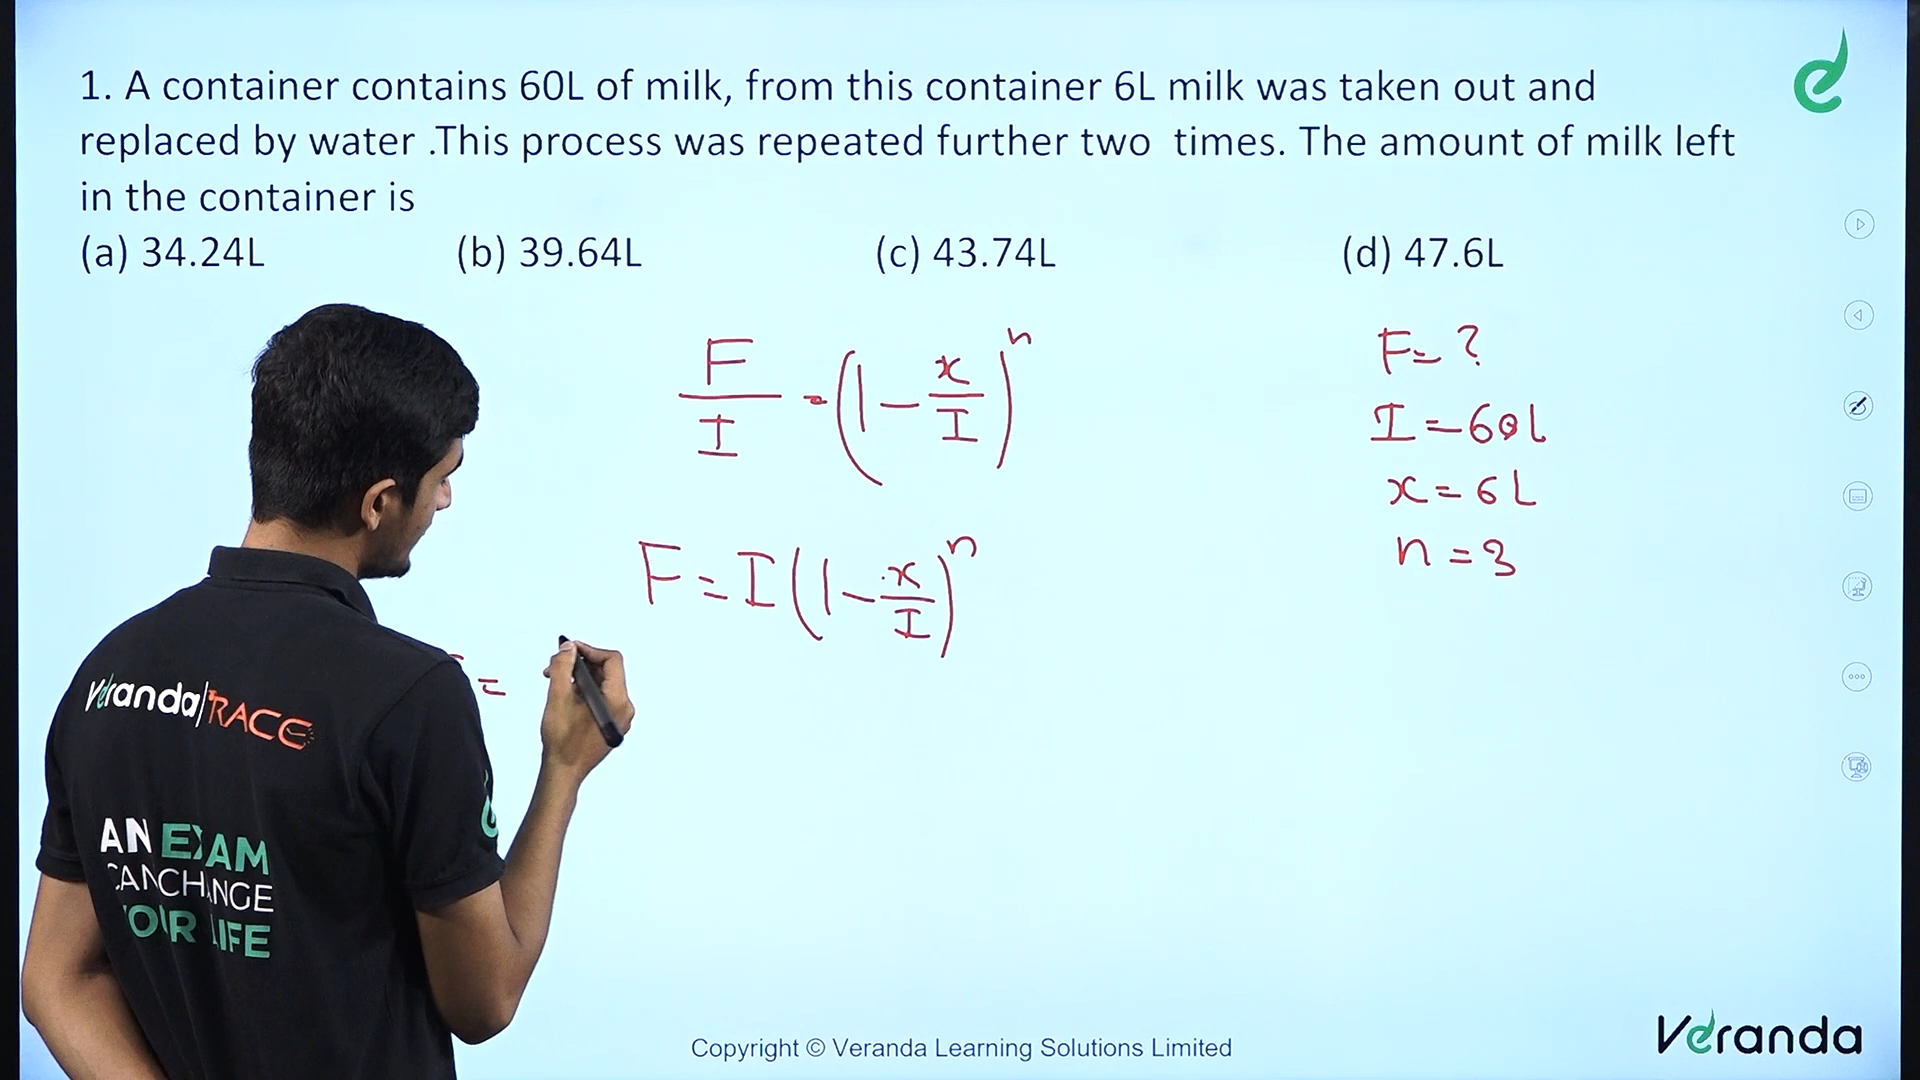 1. A container contains 60L of milk, from this container 6L milk was taken out and
replaced by water .This process was repeated further two times. The amount of milk left
in the container is
(a) 34.24L (b) 39.64L (c) 43.74L (d) 47.6L
F/I = (1 - x/I)^n
F = ?
I = 60l
x = 6L
n = 3
F = I(1 - x/I)^n
=
Veranda|RACE
AN EXAM
CAN CHANGE
YOUR LIFE
Copyright © Veranda Learning Solutions Limited
Veranda